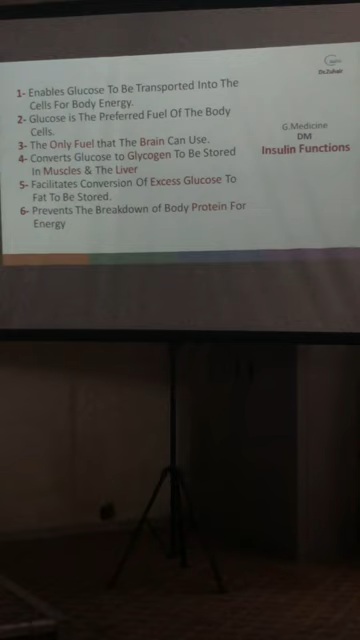 Dr.Zuhair
1- Enables Glucose To Be Transported Into The
Cells For Body Energy.
2- Glucose is The Preferred Fuel Of The Body
Cells.
3- The Only Fuel that The Brain Can Use.
4- Converts Glucose to Glycogen To Be Stored
In Muscles & The Liver
5- Facilitates Conversion Of Excess Glucose To
Fat To Be Stored.
6- Prevents The Breakdown of Body Protein For
Energy
G.Medicine
DM
Insulin Functions